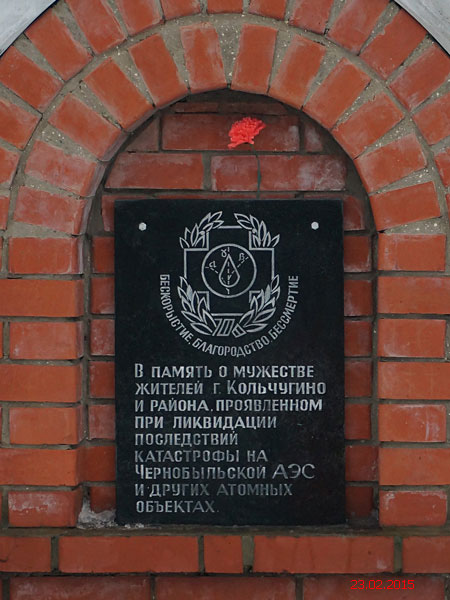 БЕСКОРЫСТИЕ, БЛАГОРОДСТВО БЕССМЕРТИЕ
В ПАМЯТЬ О МУЖЕСТВЕ
ЖИТЕЛЕЙ Г. КОЛЬЧУГИНО
И РАЙОНА, ПРОЯВЛЕННОМ
ПРИ ЛИКВИДАЦИИ
ПОСЛЕДСТВИЙ
КАТАСТРОФЫ НА
ЧЕРНОБЫЛЬСКОЙ АЭС
И ДРУГИХ АТОМНЫХ
ОБЪЕКТАХ.
23.02.2015